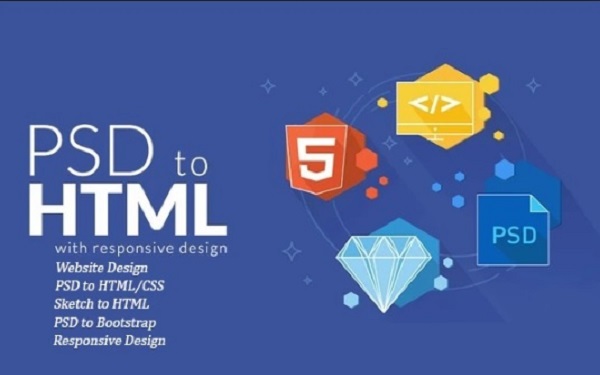 PSD to
HTML
with responsive design
Website Design
PSD to HTML/CSS
Sketch to HTML
PSD to Bootstrap
Responsive Design
5
</>
PSD